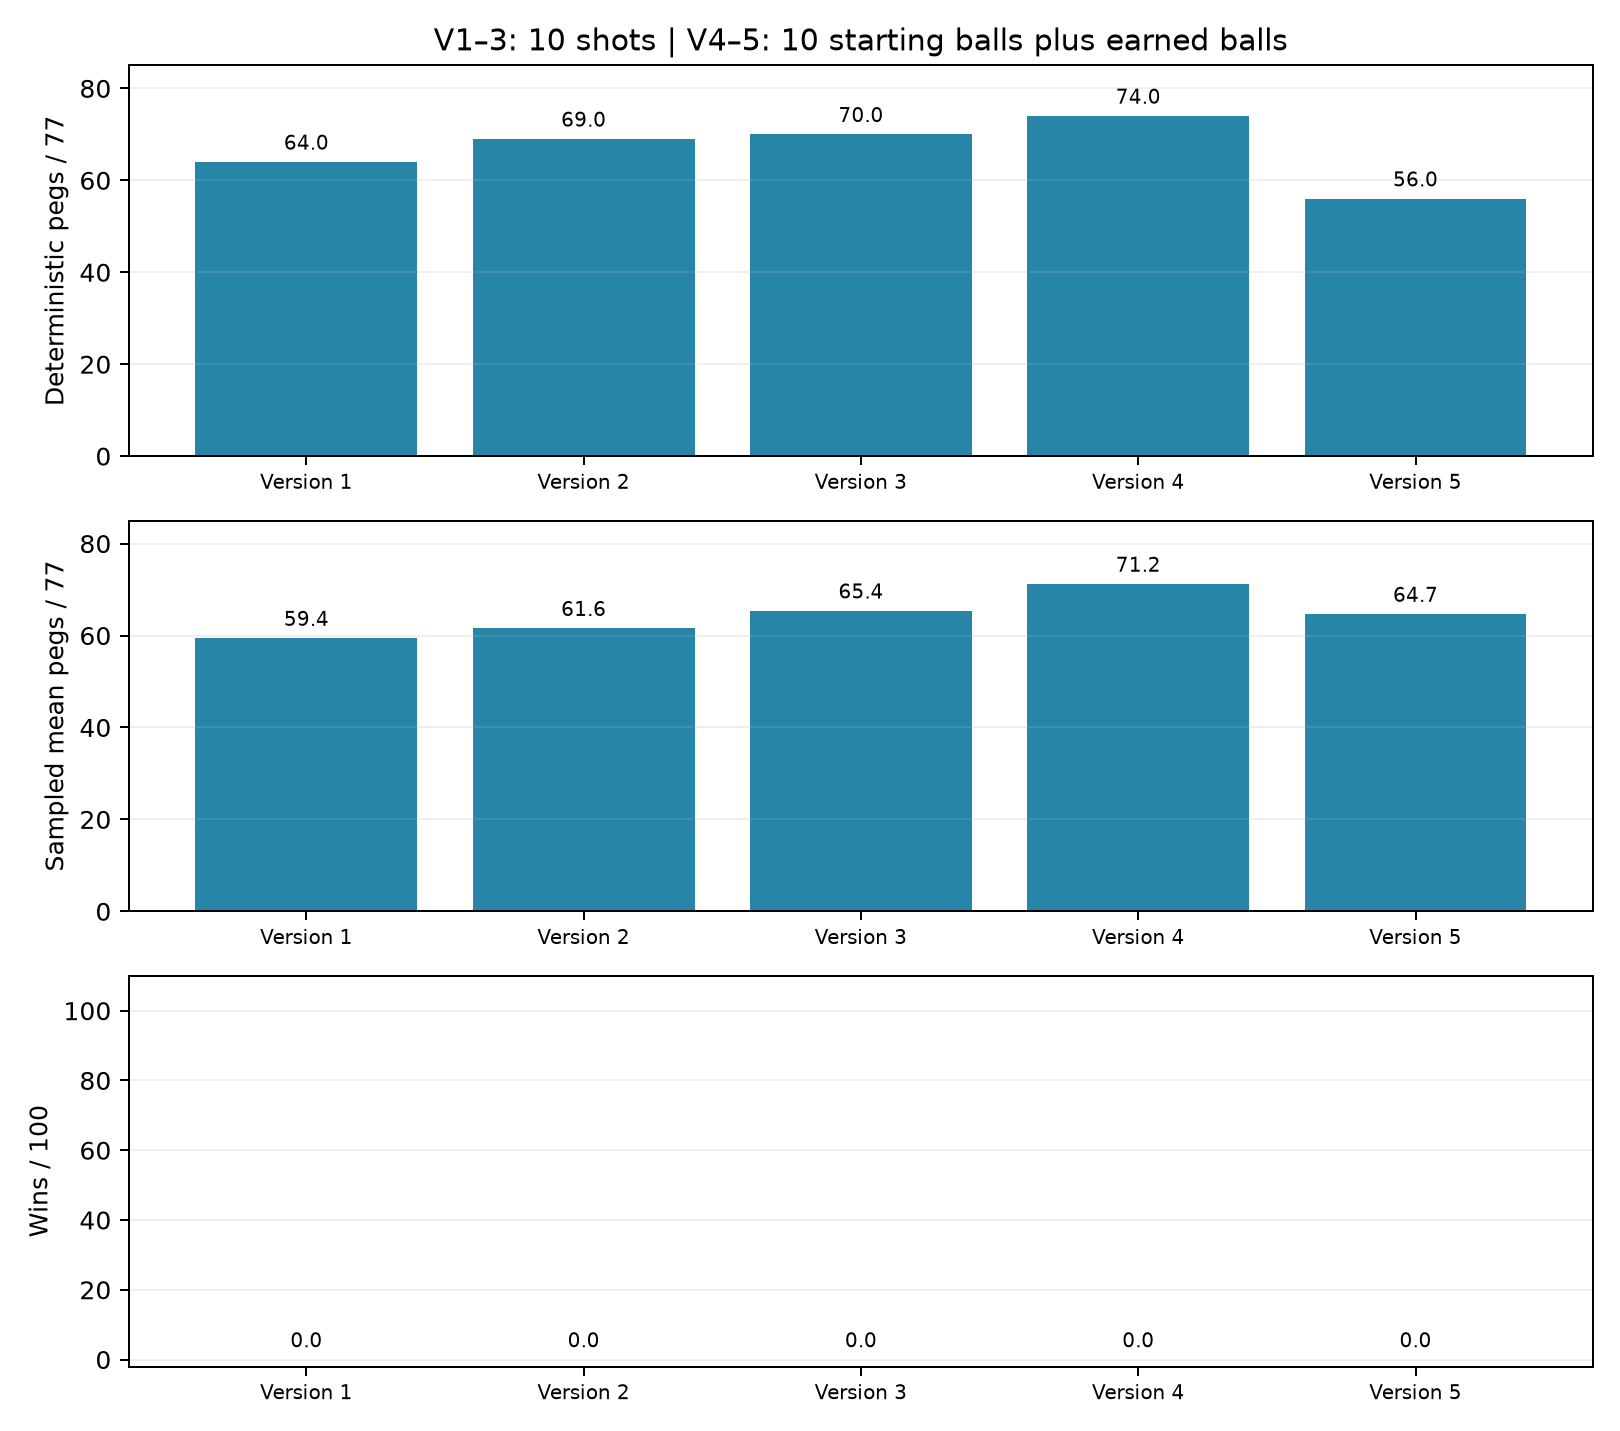 V1–3: 10 shots | V4–5: 10 starting balls plus earned balls
Deterministic pegs / 77
80
60
40
20
0
64.0
69.0
70.0
74.0
56.0
Version 1
Version 2
Version 3
Version 4
Version 5
Sampled mean pegs / 77
80
60
40
20
0
59.4
61.6
65.4
71.2
64.7
Version 1
Version 2
Version 3
Version 4
Version 5
Wins / 100
100
80
60
40
20
0
0.0
0.0
0.0
0.0
0.0
Version 1
Version 2
Version 3
Version 4
Version 5